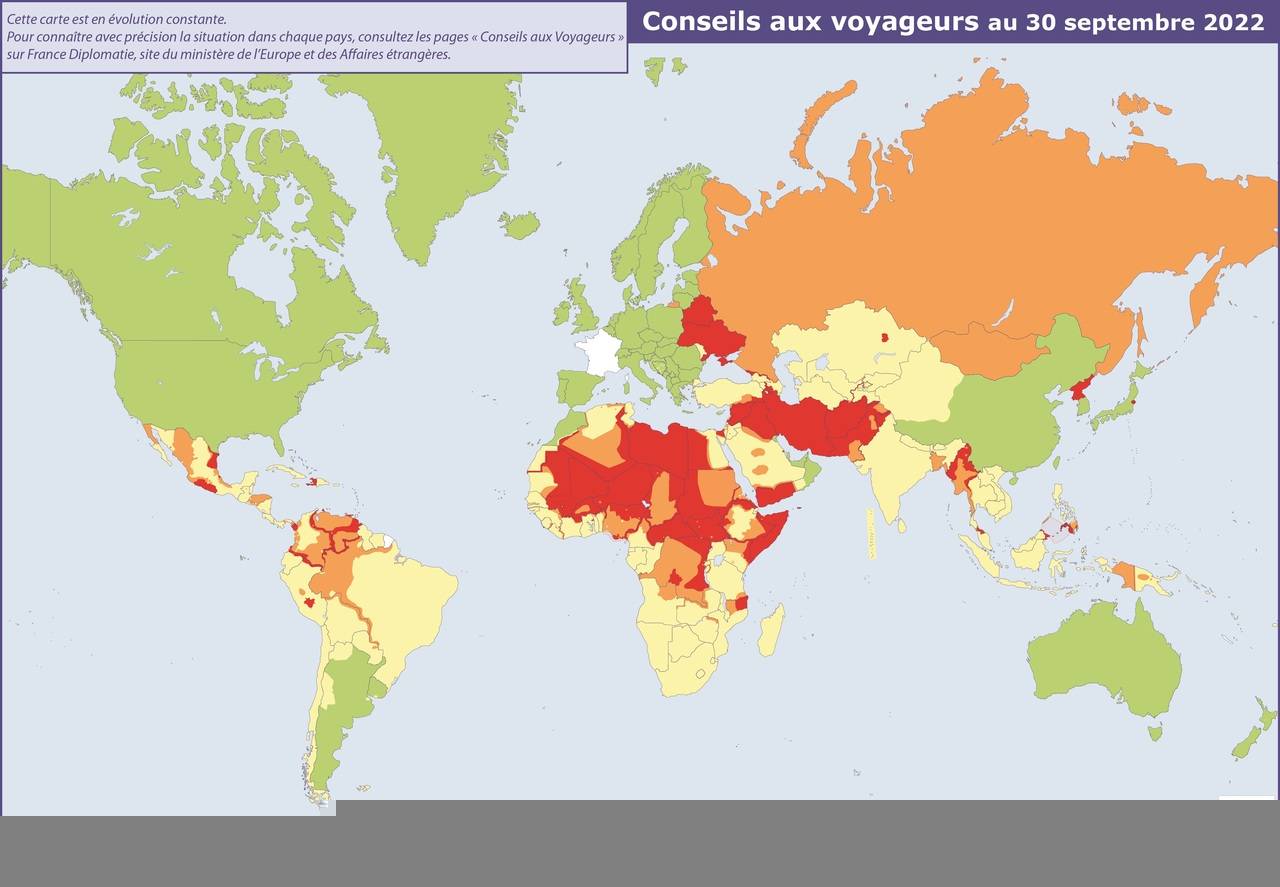 Cette carte est en évolution constante.
Pour connaître avec précision la situation dans chaque pays, consultez les pages « Conseils aux Voyageurs »
sur France Diplomatie, site du ministère de l'Europe et des Affaires étrangères.
Conseils aux voyageurs au 30 septembre 2022